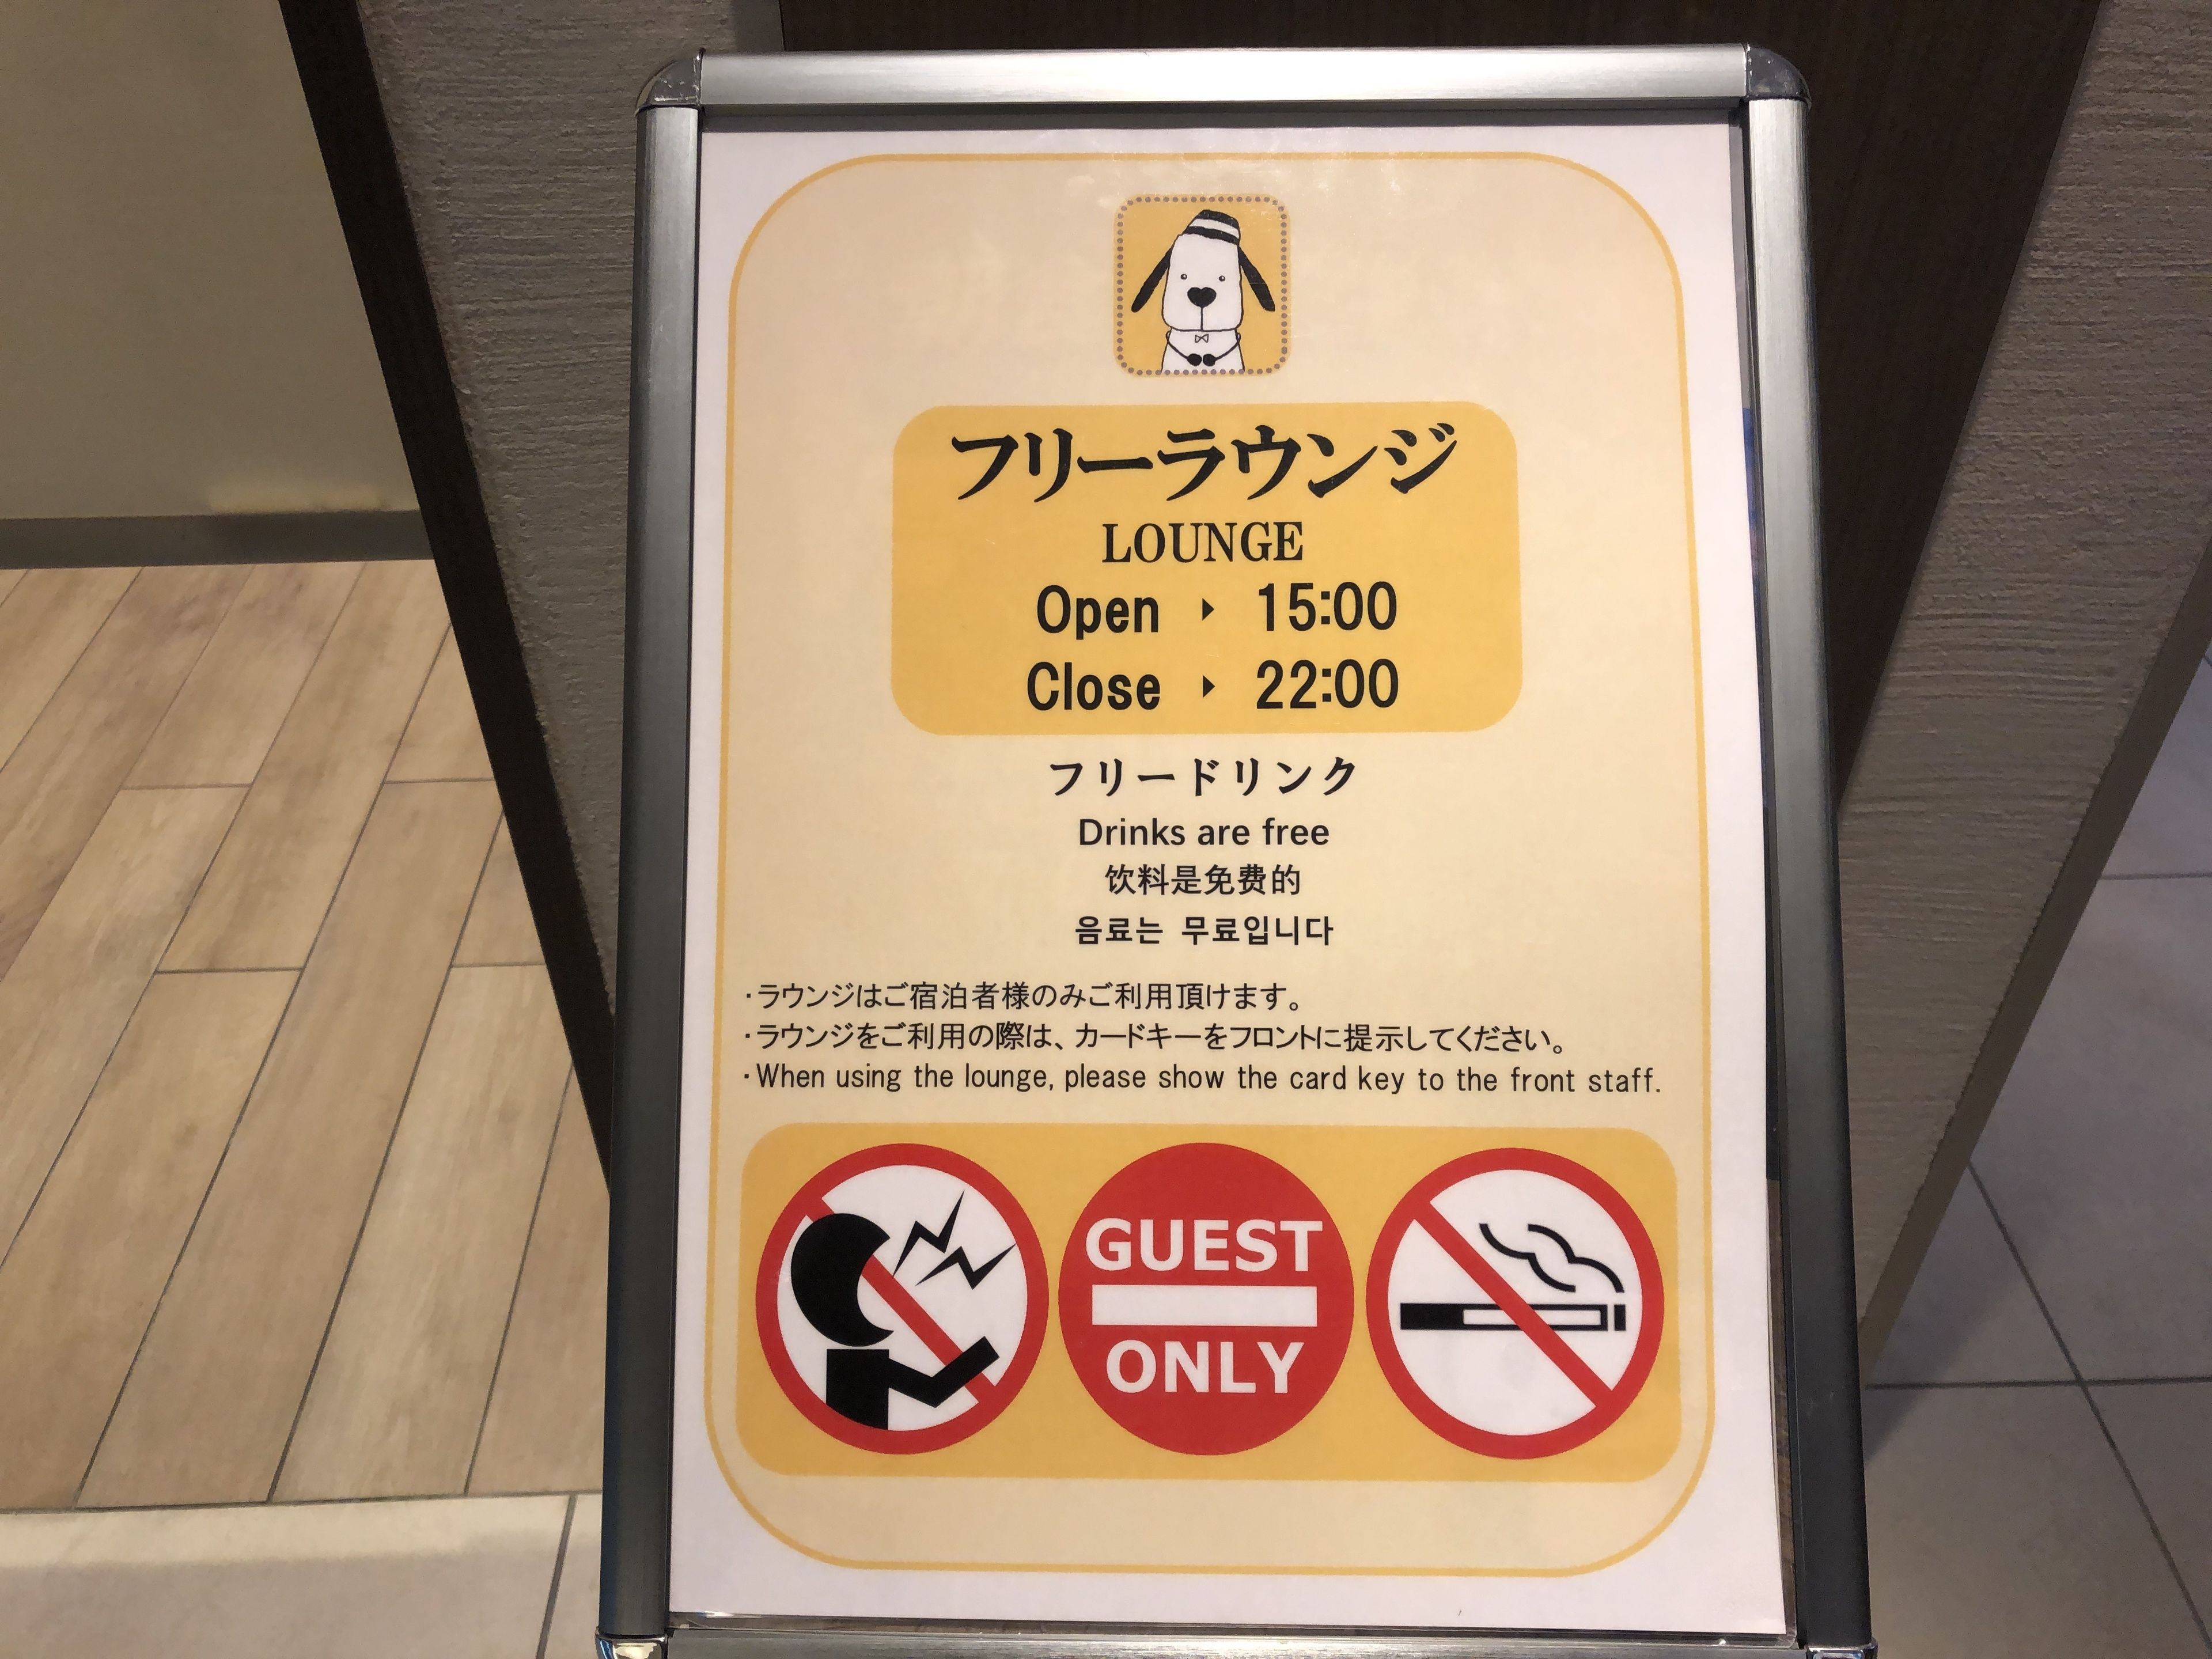 フリーラウンジ
LOUNGE
Open ▸ 15:00
Close ▸ 22:00
フリードリンク
Drinks are free
饮料是免费的
음료는 무료입니다
・ラウンジはご宿泊者様のみご利用頂けます。
・ラウンジをご利用の際は、カードキーをフロントに提示してください。
・When using the lounge, please show the card key to the front staff.
GUEST
ONLY